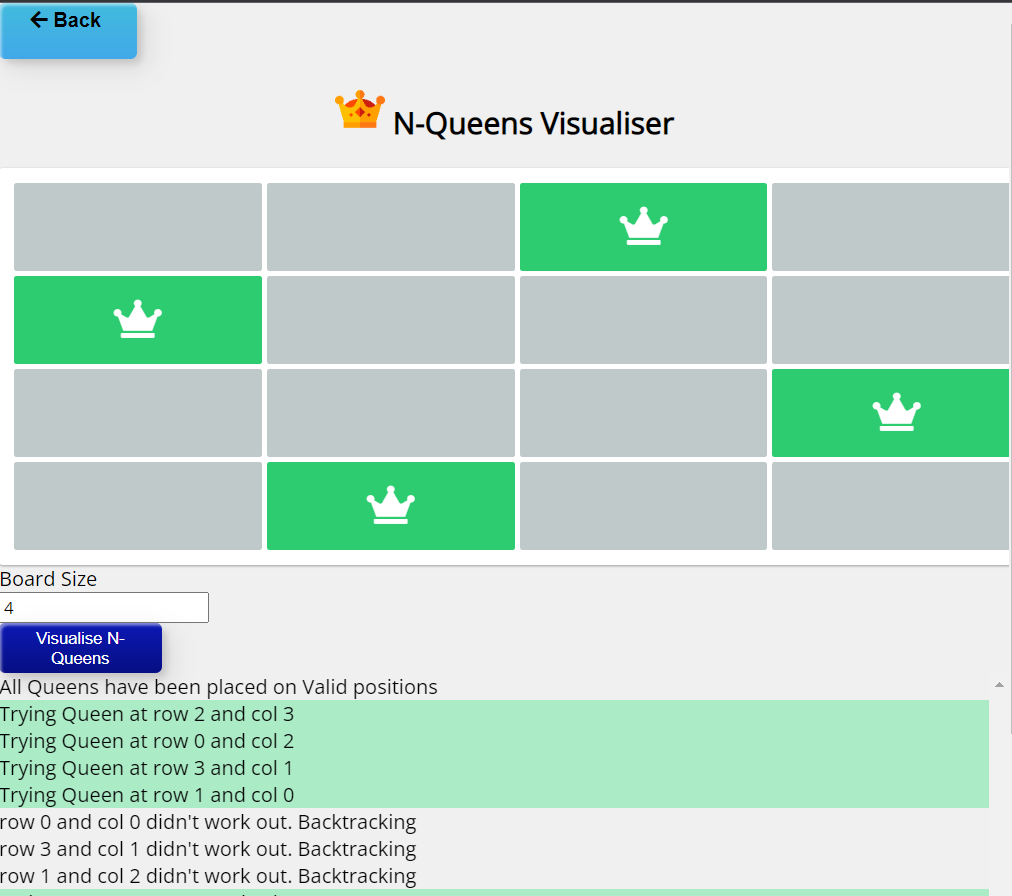 ← Back
N-Queens Visualiser
Board Size
4
Visualise N-
Queens
All Queens have been placed on Valid positions
Trying Queen at row 2 and col 3
Trying Queen at row 0 and col 2
Trying Queen at row 3 and col 1
Trying Queen at row 1 and col 0
row 0 and col 0 didn't work out. Backtracking
row 3 and col 1 didn't work out. Backtracking
row 1 and col 2 didn't work out. Backtracking